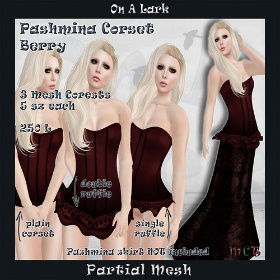 On A Lark
Pashmina Corset
Berry
3 Mesh Coresets
5 sz each
250 L
double
ruffle
plain
corset
single
ruffle
Pashmina skirt NOT included
Partial Mesh